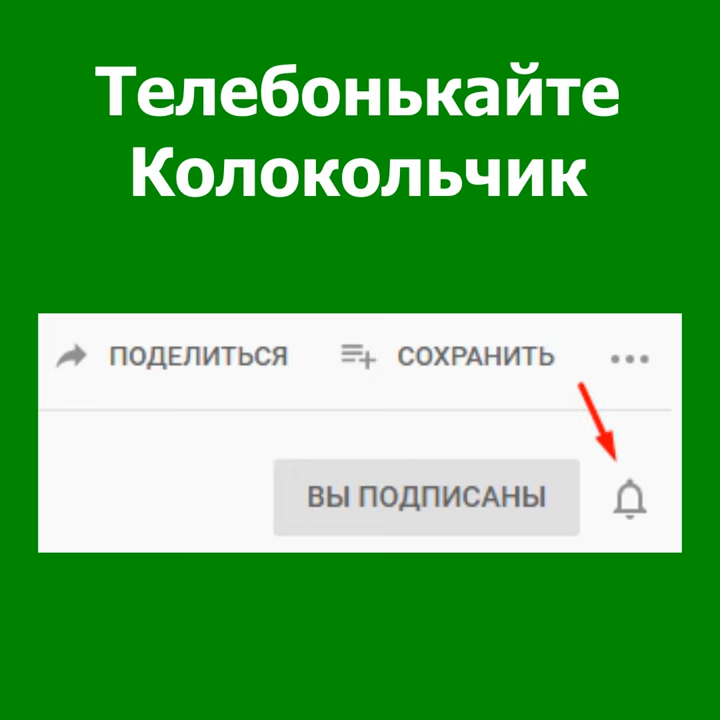 Телебонькайте
Колокольчик
ПОДЕЛИТЬСЯ СОХРАНИТЬ
ВЫ ПОДПИСАНЫ